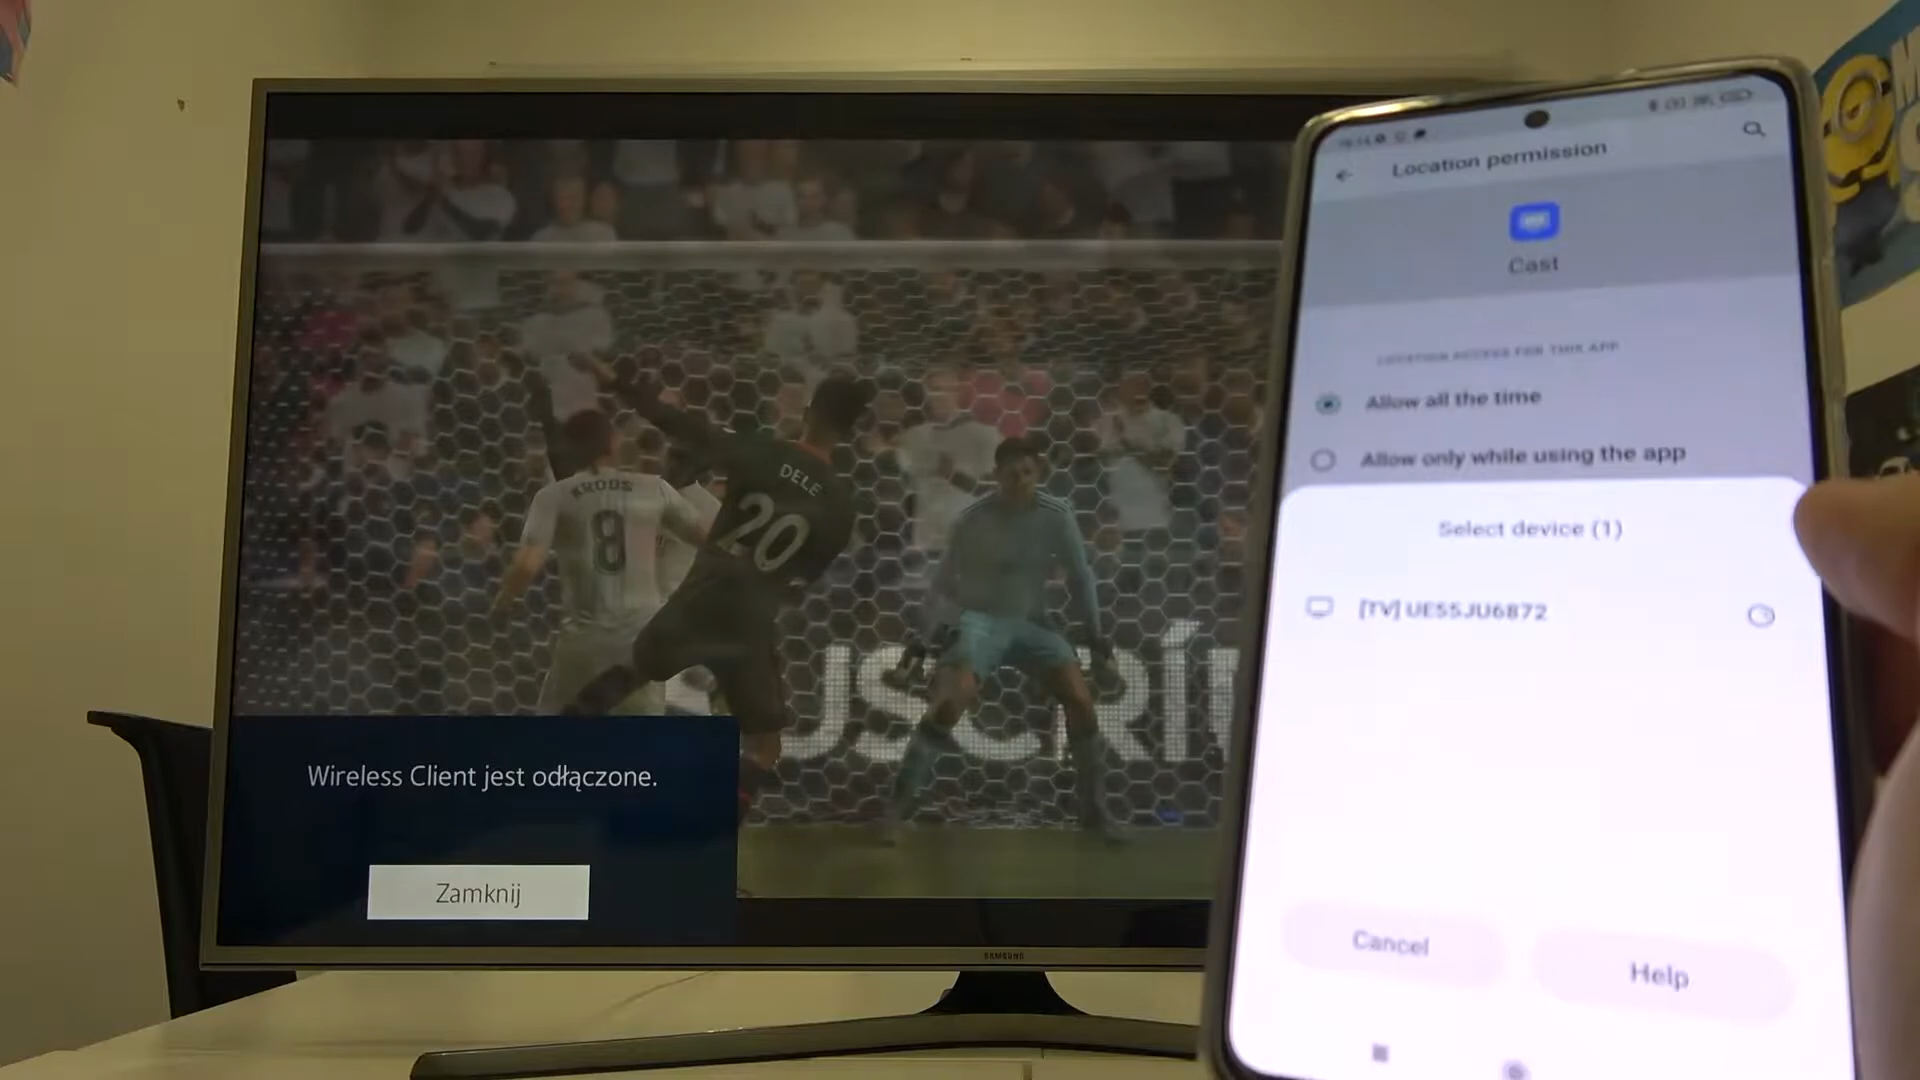 KROOS
8
DELE
20
USCRÍ
Wireless Client jest odłączone.
Zamknij
SAMSUNG
Location permission
Cast
LOCATION ACCESS FOR THIS APP
Allow all the time
Allow only while using the app
Select device (1)
[TV] UE55JU6872
Cancel
Help